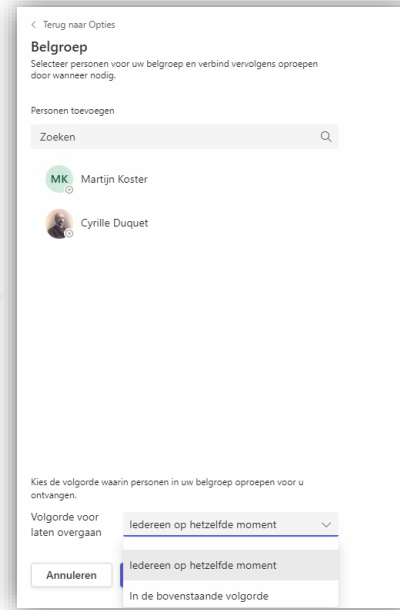 < Terug naar Opties
Belgroep
Selecteer personen voor uw belgroep en verbind vervolgens oproepen
door wanneer nodig.
Personen toevoegen
Zoeken
MK Martijn Koster
Cyrille Duquet
Kies de volgorde waarin personen in uw belgroep oproepen voor u
ontvangen.
Volgorde voor
laten overgaan
Iedereen op hetzelfde moment
Iedereen op hetzelfde moment
Annuleren
In de bovenstaande volgorde